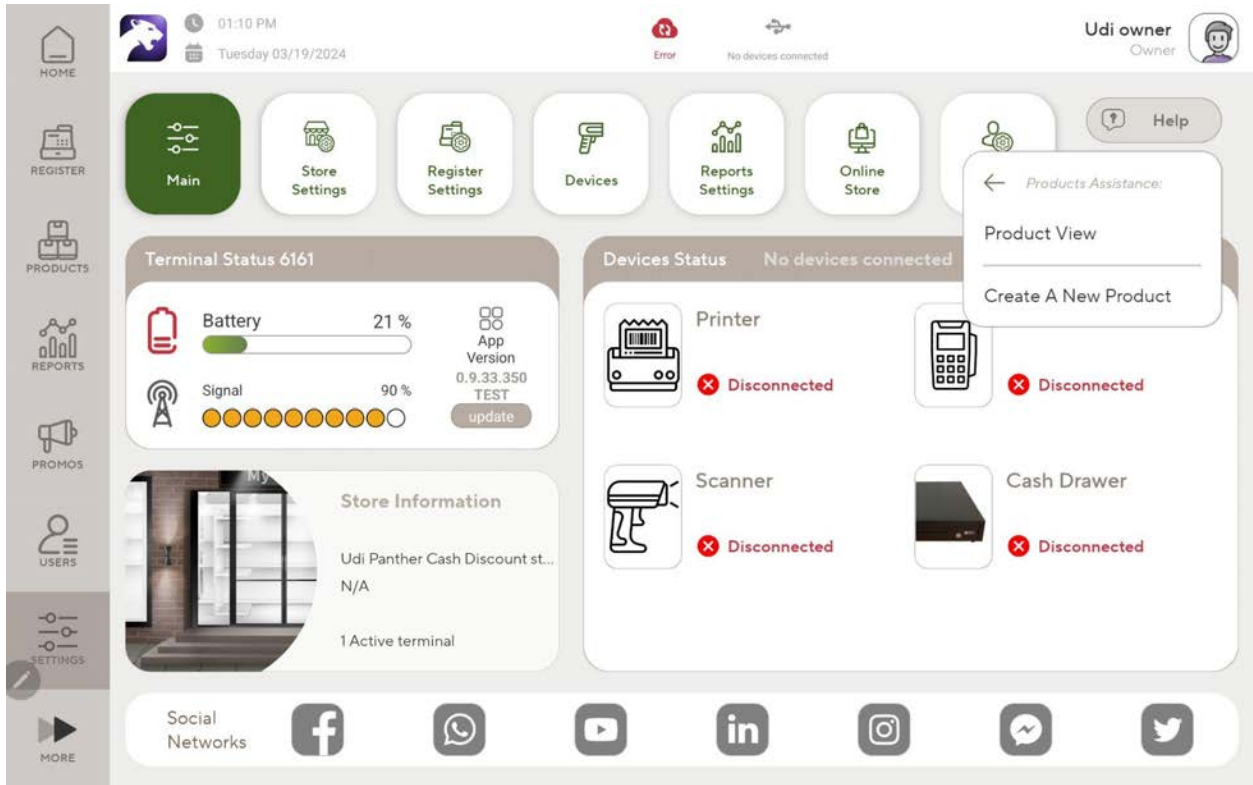 HOME
REGISTER
PRODUCTS
REPORTS
PROMOS
USERS
SETTINGS
MORE
01:10 PM
Tuesday 03/19/2024
Error
No devices connected
Udi owner
Owner
Main
Store
Settings
Register
Settings
Devices
Reports
Settings
Online
Store
Help
Products Assistance:
Product View
Create A New Product
Terminal Status 6161
Battery
21 %
Signal
90 %
App
Version
0.9.33.350
TEST
update
Devices Status
No devices connected
Printer
Disconnected
Disconnected
Scanner
Disconnected
Cash Drawer
Disconnected
My
Store Information
Udi Panther Cash Discount st...
N/A
1 Active terminal
Social
Networks